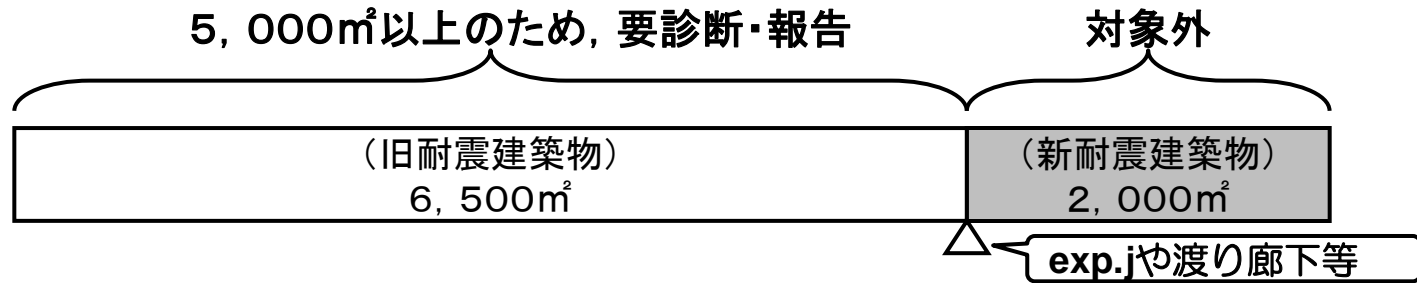 5,000㎡以上のため,要診断・報告
対象外
(旧耐震建築物)
6,500㎡
(新耐震建築物)
2,000㎡
exp.jや渡り廊下等